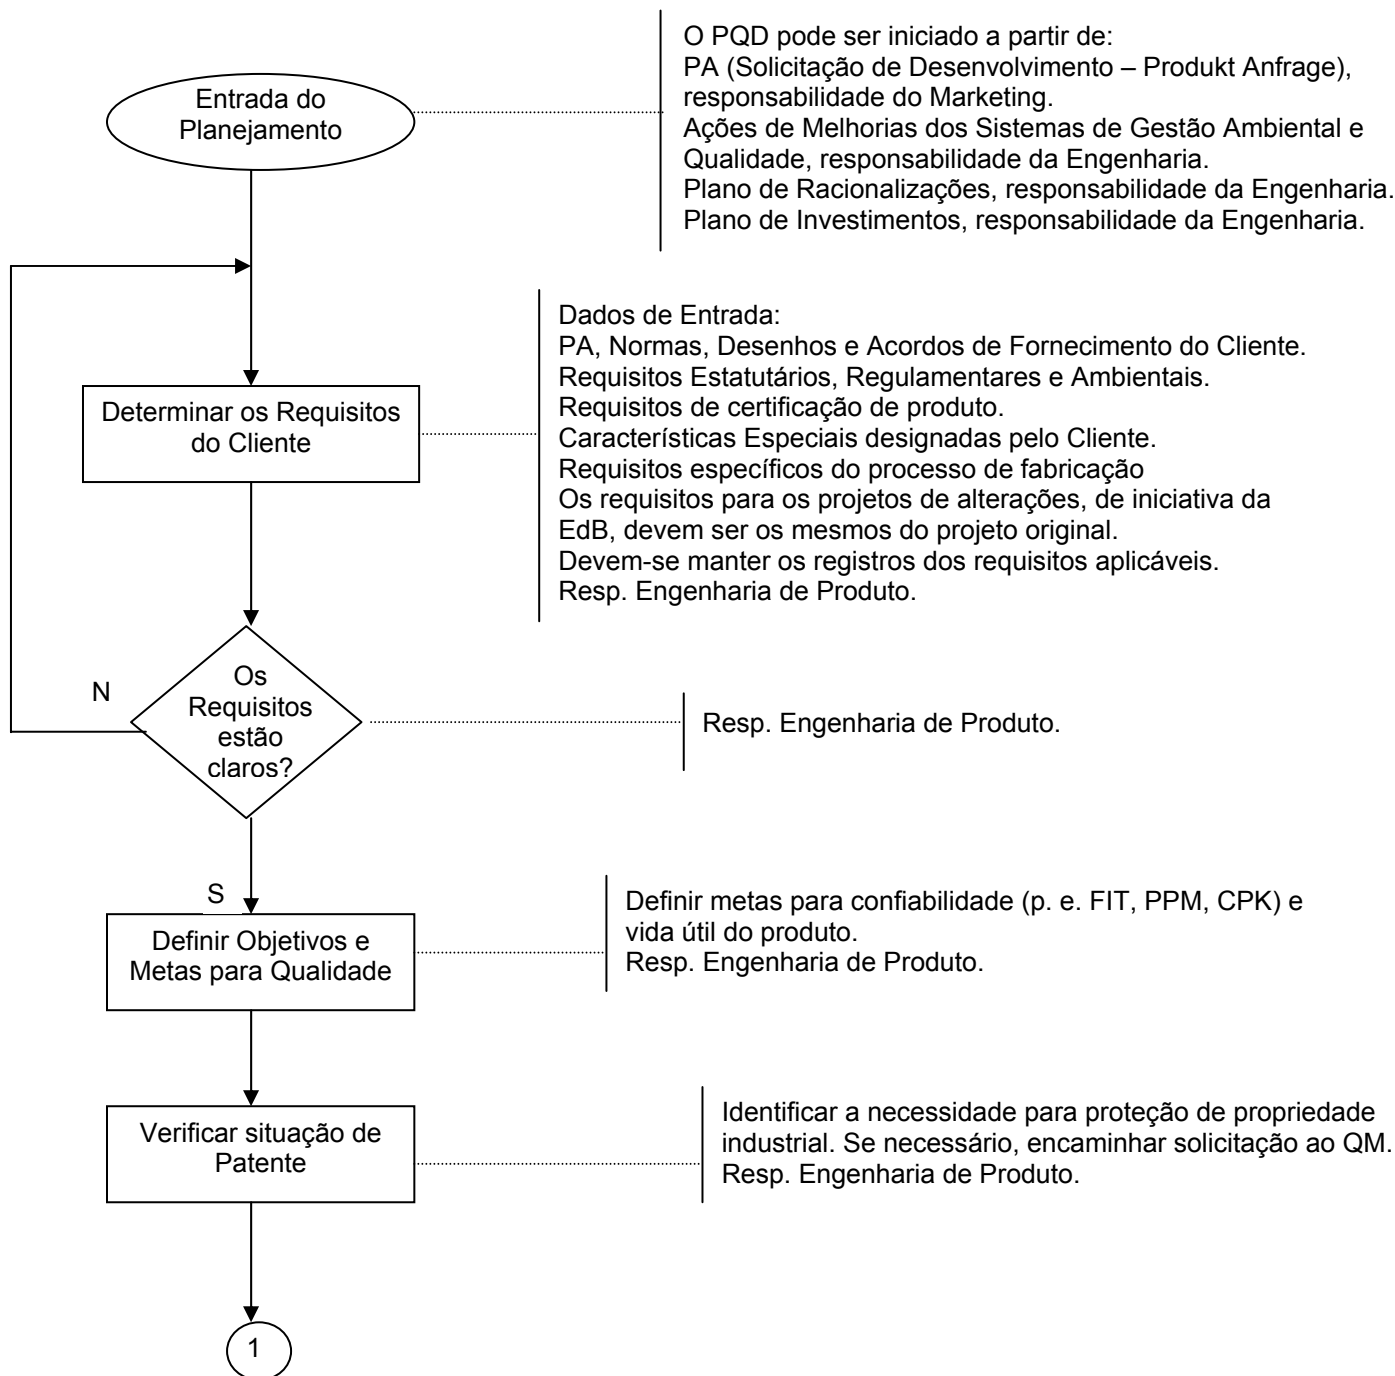 Entrada do
Planejamento
O PQD pode ser iniciado a partir de:
PA (Solicitação de Desenvolvimento – Produkt Anfrage),
responsabilidade do Marketing.
Ações de Melhorias dos Sistemas de Gestão Ambiental e
Qualidade, responsabilidade da Engenharia.
Plano de Racionalizações, responsabilidade da Engenharia.
Plano de Investimentos, responsabilidade da Engenharia.
Determinar os Requisitos
do Cliente
Dados de Entrada:
PA, Normas, Desenhos e Acordos de Fornecimento do Cliente.
Requisitos Estatutários, Regulamentares e Ambientais.
Requisitos de certificação de produto.
Características Especiais designadas pelo Cliente.
Requisitos específicos do processo de fabricação
Os requisitos para os projetos de alterações, de iniciativa da
EdB, devem ser os mesmos do projeto original.
Devem-se manter os registros dos requisitos aplicáveis.
Resp. Engenharia de Produto.
N
Os
Requisitos
estão
claros?
Resp. Engenharia de Produto.
S
Definir Objetivos e
Metas para Qualidade
Definir metas para confiabilidade (p. e. FIT, PPM, CPK) e
vida útil do produto.
Resp. Engenharia de Produto.
Verificar situação de
Patente
Identificar a necessidade para proteção de propriedade
industrial. Se necessário, encaminhar solicitação ao QM.
Resp. Engenharia de Produto.
1